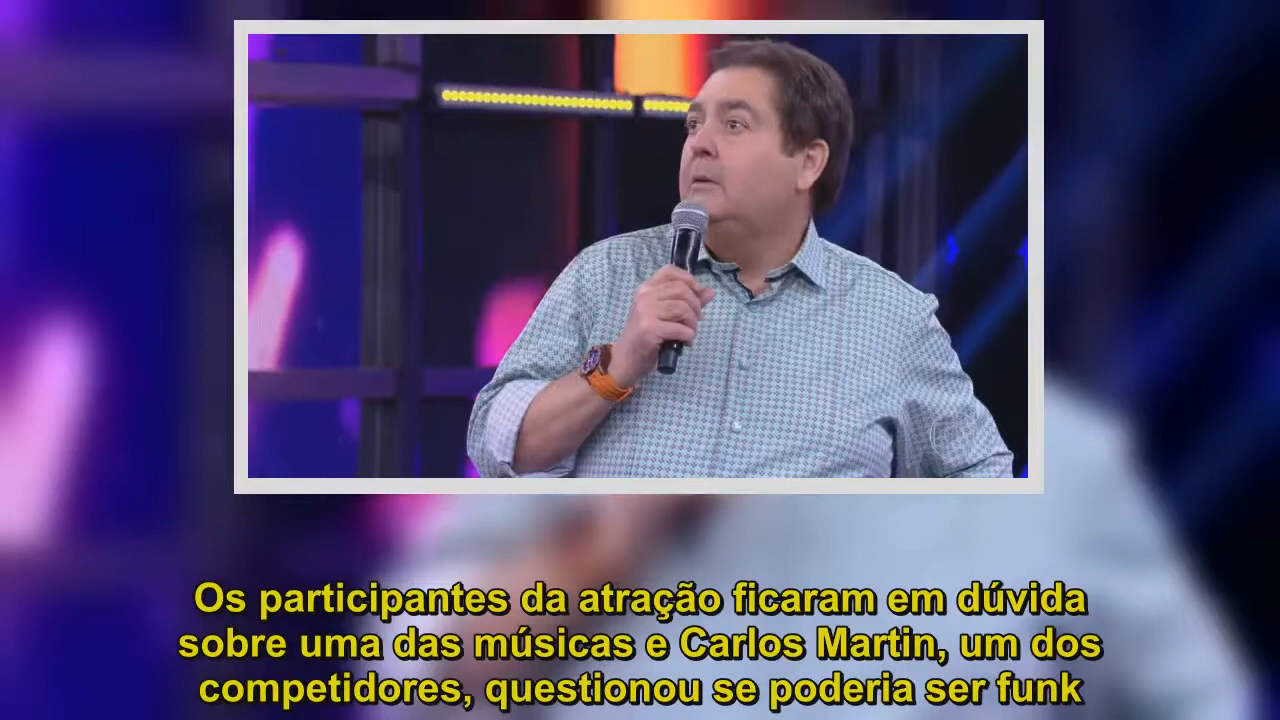 Os participantes da atração ficaram em dúvida
sobre uma das músicas e Carlos Martin, um dos
competidores, questionou se poderia ser funk